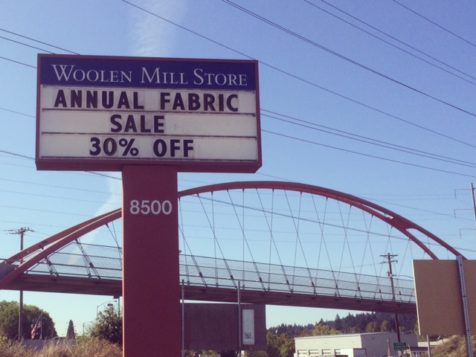 WOOLEN MILL STORE
ANNUAL FABRIC
SALE
30% OFF
8500